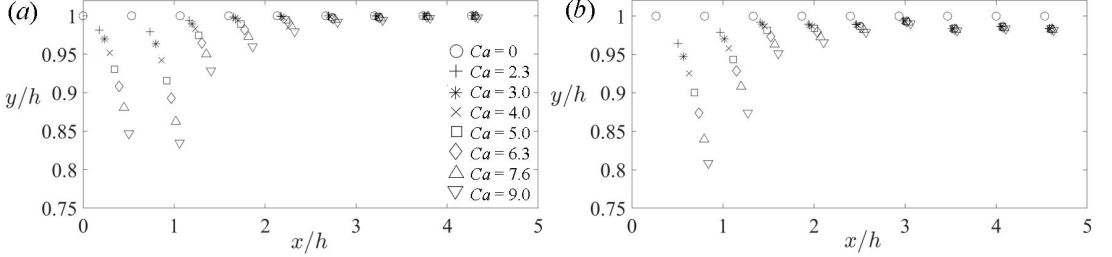 (a)
1
0.95
0.9
0.85
0.8
0.75
y/h
0 1 2 3 4 5
x/h
Ca = 0
Ca = 2.3
Ca = 3.0
Ca = 4.0
Ca = 5.0
Ca = 6.3
Ca = 7.6
Ca = 9.0
(b)
1
0.95
0.9
0.85
0.8
0.75
y/h
0 1 2 3 4 5
x/h